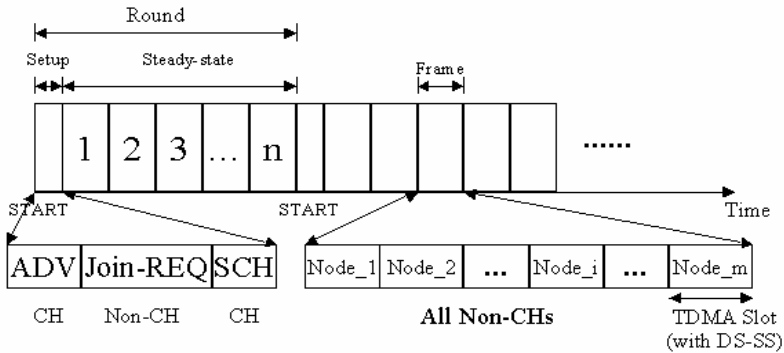 Round
Setup Steady-state Frame
1 2 3 ... n ......
START START Time
ADV Join-REQ SCH Node_1 Node_2 ... Node_i ... Node_m
CH Non-CH CH All Non-CHs TDMA Slot
(with DS-SS)